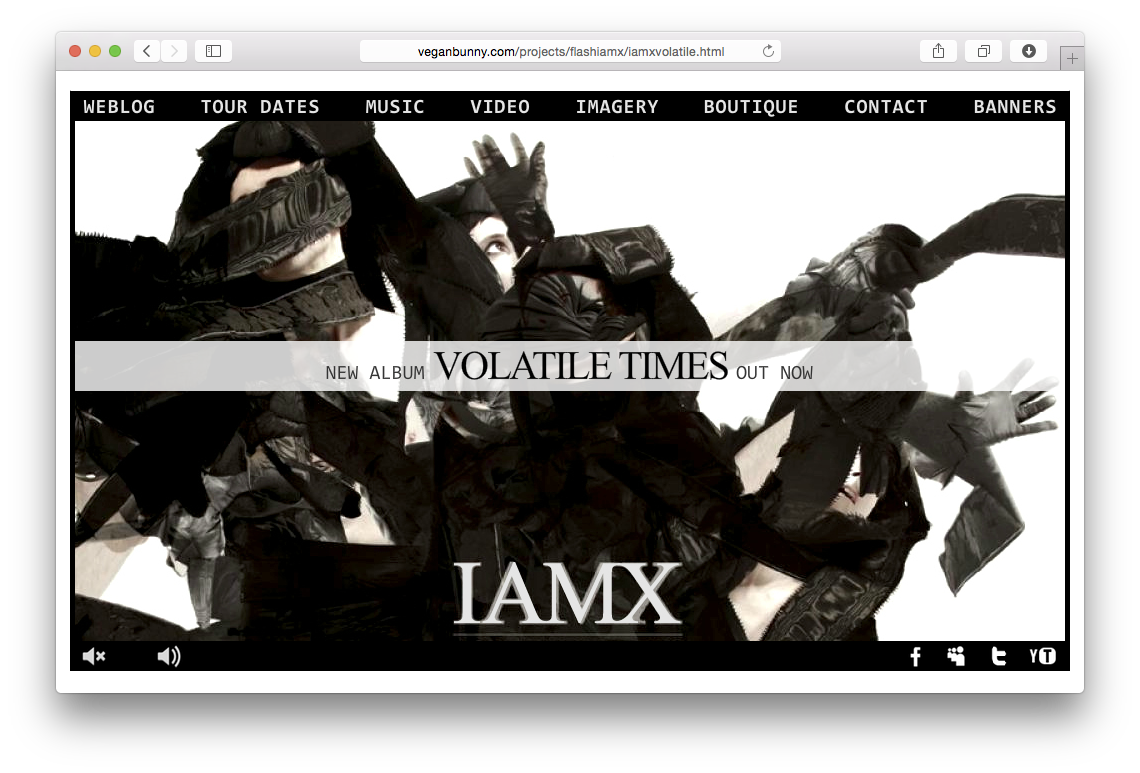 veganbunny.com/projects/flashiamx/iamxvolatile.html
WEBLOG TOUR DATES MUSIC VIDEO IMAGERY BOUTIQUE CONTACT BANNERS
NEW ALBUM VOLATILE TIMES OUT NOW
IAMX
YT